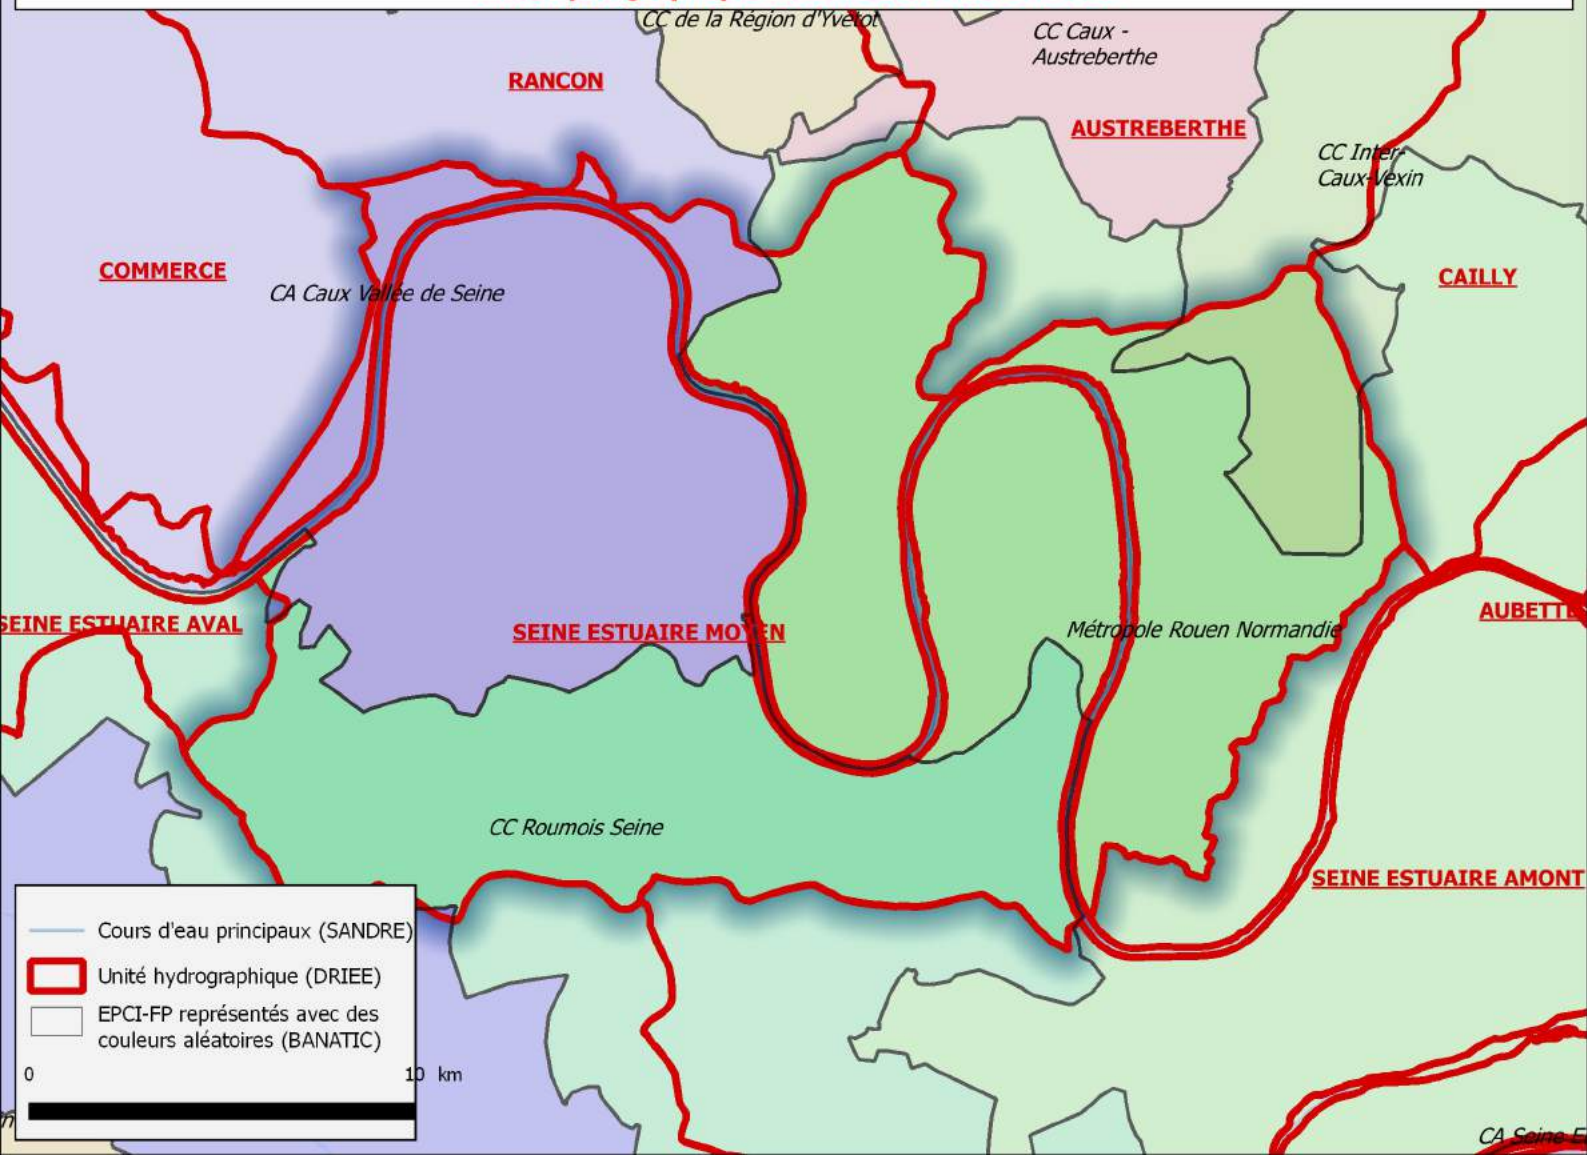 CC de la Région d'Yvetot
CC Caux -
Austreberthe
RANCON
AUSTREBERTHE
CC Inter-
Caux-Vexin
COMMERCE
CAILLY
CA Caux Vallée de Seine
SEINE ESTUAIRE AVAL
SEINE ESTUAIRE MOYEN
Métropole Rouen Normandie
AUBETTE
CC Roumois Seine
SEINE ESTUAIRE AMONT
Cours d'eau principaux (SANDRE)
Unité hydrographique (DRIEE)
EPCI-FP représentés avec des
couleurs aléatoires (BANATIC)
0 10 km
CA Seine